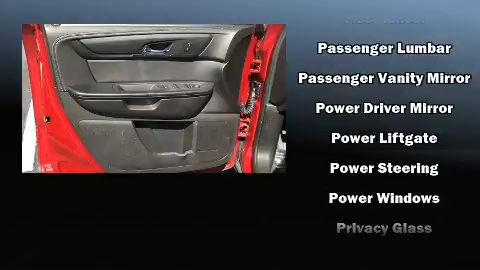 Passenger Lumbar
Passenger Vanity Mirror
Power Driver Mirror
Power Liftgate
Power Steering
Power Windows
Privacy Glass